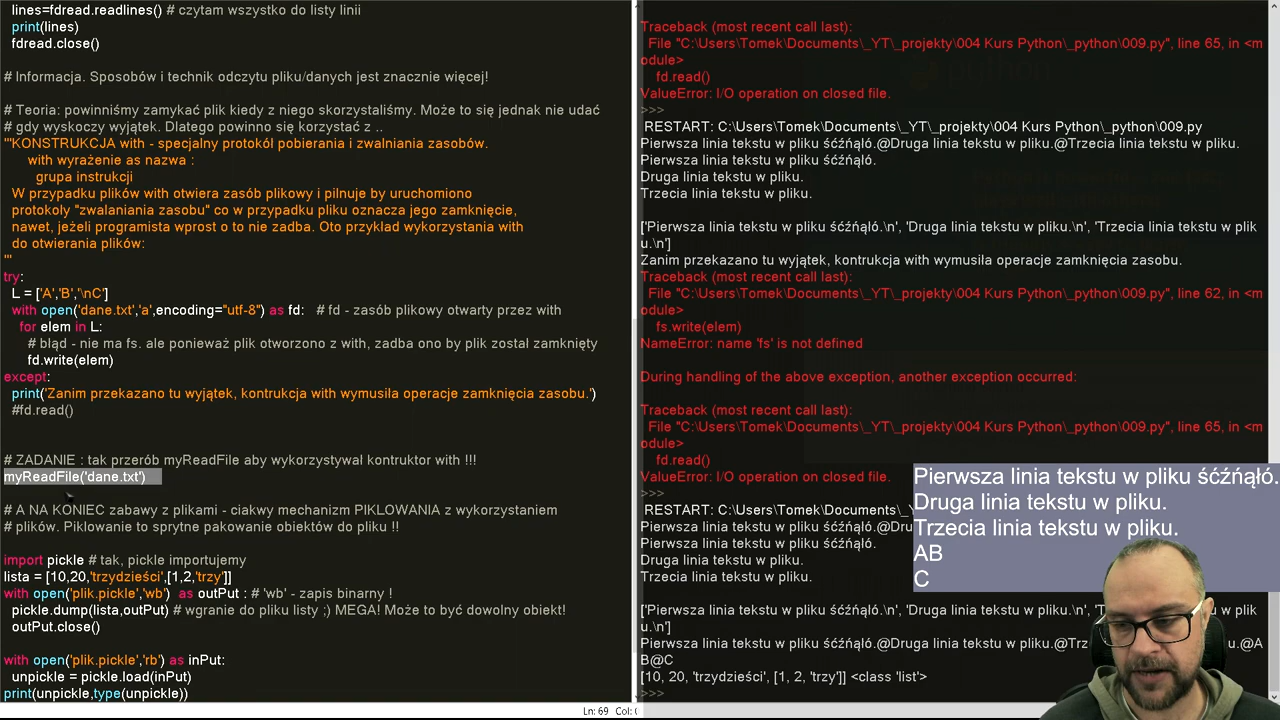 lines=fdread.readlines() # czytam wszystko do listy linii
print(lines)
fdread.close()
# Informacja. Sposobów i technik odczytu pliku/danych jest znacznie więcej!
# Teoria: powinniśmy zamykać plik kiedy z niego skorzystaliśmy. Może to się jednak nie udać
# gdy wyskoczy wyjątek. Dlatego powinno się korzystać z ..
'''KONSTRUKCJA with - specjalny protokół pobierania i zwalniania zasobów.
with wyrażenie as nazwa :
grupa instrukcji
W przypadku plików with otwiera zasób plikowy i pilnuje by uruchomiono
protokoły "zwalaniania zasobu" co w przypadku pliku oznacza jego zamknięcie,
nawet, jeżeli programista wprost o to nie zadba. Oto przykład wykorzystania with
do otwierania plików:
'''
try:
L = ['A','B','\nC']
with open('dane.txt','a',encoding="utf-8") as fd:   # fd - zasób plikowy otwarty przez with
for elem in L:
# błąd - nie ma fs. ale ponieważ plik otworzono z with, zadba ono by plik został zamknięty
fd.write(elem)
except:
print('Zanim przekazano tu wyjątek, kontrukcja with wymusiła operacje zamknięcia zasobu.')
#fd.read()
# ZADANIE : tak przerób myReadFile aby wykorzystywał kontruktor with !!!
myReadFile('dane.txt')
# A NA KONIEC zabawy z plikami - ciakwy mechanizm PIKLOWANIA z wykorzystaniem
# plików. Piklowanie to sprytne pakowanie obiektów do pliku !!
import pickle # tak, pickle importujemy
lista = [10,20,'trzydzieści',[1,2,'trzy']]
with open('plik.pickle','wb')  as outPut : # 'wb' - zapis binarny !
pickle.dump(lista,outPut) # wgranie do pliku listy ;) MEGA! Może to być dowolny obiekt!
outPut.close()
with open('plik.pickle','rb') as inPut:
unpickle = pickle.load(inPut)
print(unpickle,type(unpickle))
Traceback (most recent call last):
File "C:\Users\Tomek\Documents\_YT\_projekty\004 Kurs Python\_python\009.py", line 65, in <m
odule>
fd.read()
ValueError: I/O operation on closed file.
>>>
RESTART: C:\Users\Tomek\Documents\_YT\_projekty\004 Kurs Python\_python\009.py
Pierwsza linia tekstu w pliku śćźńąłó.@Druga linia tekstu w pliku.@Trzecia linia tekstu w pliku.
Pierwsza linia tekstu w pliku śćźńąłó.
Druga linia tekstu w pliku.
Trzecia linia tekstu w pliku.
['Pierwsza linia tekstu w pliku śćźńąłó.\n', 'Druga linia tekstu w pliku.\n', 'Trzecia linia tekstu w plik
u.\n']
Zanim przekazano tu wyjątek, kontrukcja with wymusiła operacje zamknięcia zasobu.
Traceback (most recent call last):
File "C:\Users\Tomek\Documents\_YT\_projekty\004 Kurs Python\_python\009.py", line 62, in <m
odule>
fs.write(elem)
NameError: name 'fs' is not defined
During handling of the above exception, another exception occurred:
Traceback (most recent call last):
File "C:\Users\Tomek\Documents\_YT\_projekty\004 Kurs Python\_python\009.py", line 65, in <m
odule>
fd.read()
ValueError: I/O operation on closed file.
>>>
RESTART: C:\Users\Tomek\Documents\_YT\_projekty\004 K
Pierwsza linia tekstu w pliku śćźńąłó.@Dru
Pierwsza linia tekstu w pliku śćźńąłó.
Druga linia tekstu w pliku.
Trzecia linia tekstu w pliku.
['Pierwsza linia tekstu w pliku śćźńąłó.\n', 'Druga linia tekstu w pliku.\n', 'T w plik
u.\n']
Pierwsza linia tekstu w pliku śćźńąłó.@Druga linia tekstu w pliku.@Trz u.@A
B@C
[10, 20, 'trzydzieści', [1, 2, 'trzy']] <class 'list'>
>>>
Pierwsza linia tekstu w pliku śćźńąłó.
Druga linia tekstu w pliku.
Trzecia linia tekstu w pliku.
AB
C
Ln: 69  Col: